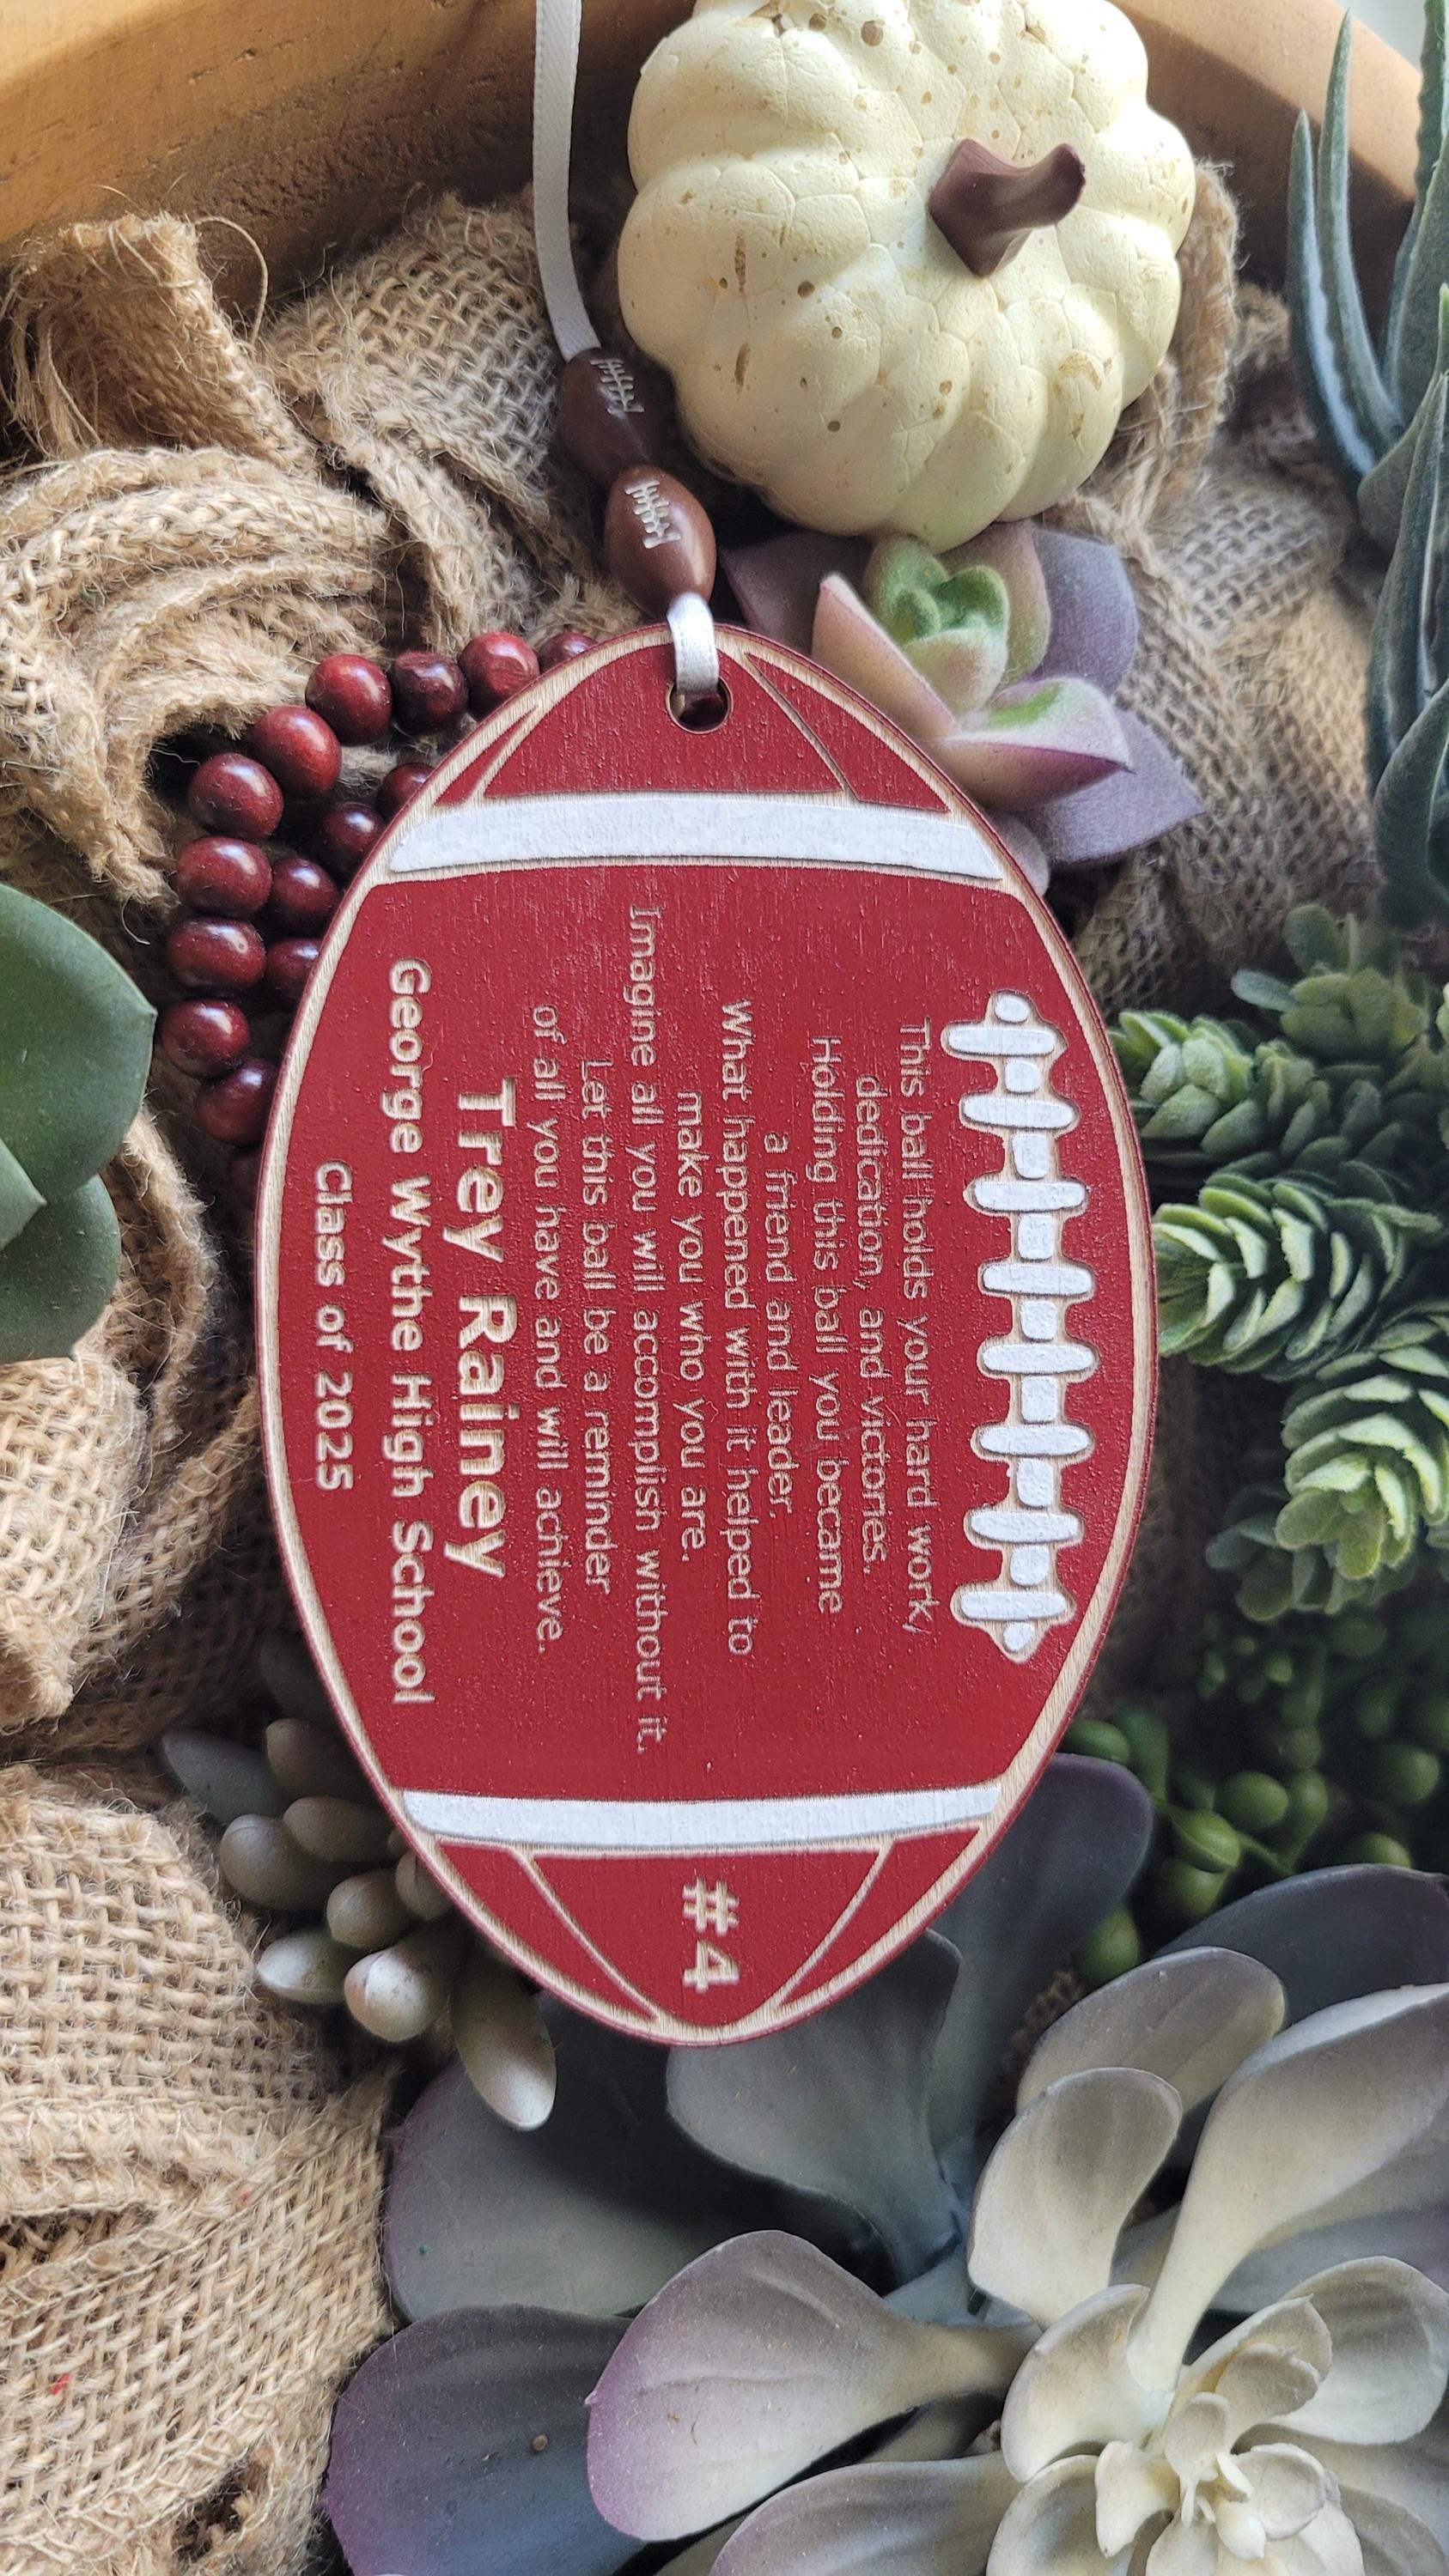 This ball holds your hard work,
dedication, and victories.
Holding this ball you became
a friend and leader.
What happened with it helped to
make you who you are.
Imagine all you will accomplish without it.
Let this ball be a reminder
of all you have and will achieve.
Trey Rainey
George Wythe High School
Class of 2025
#4